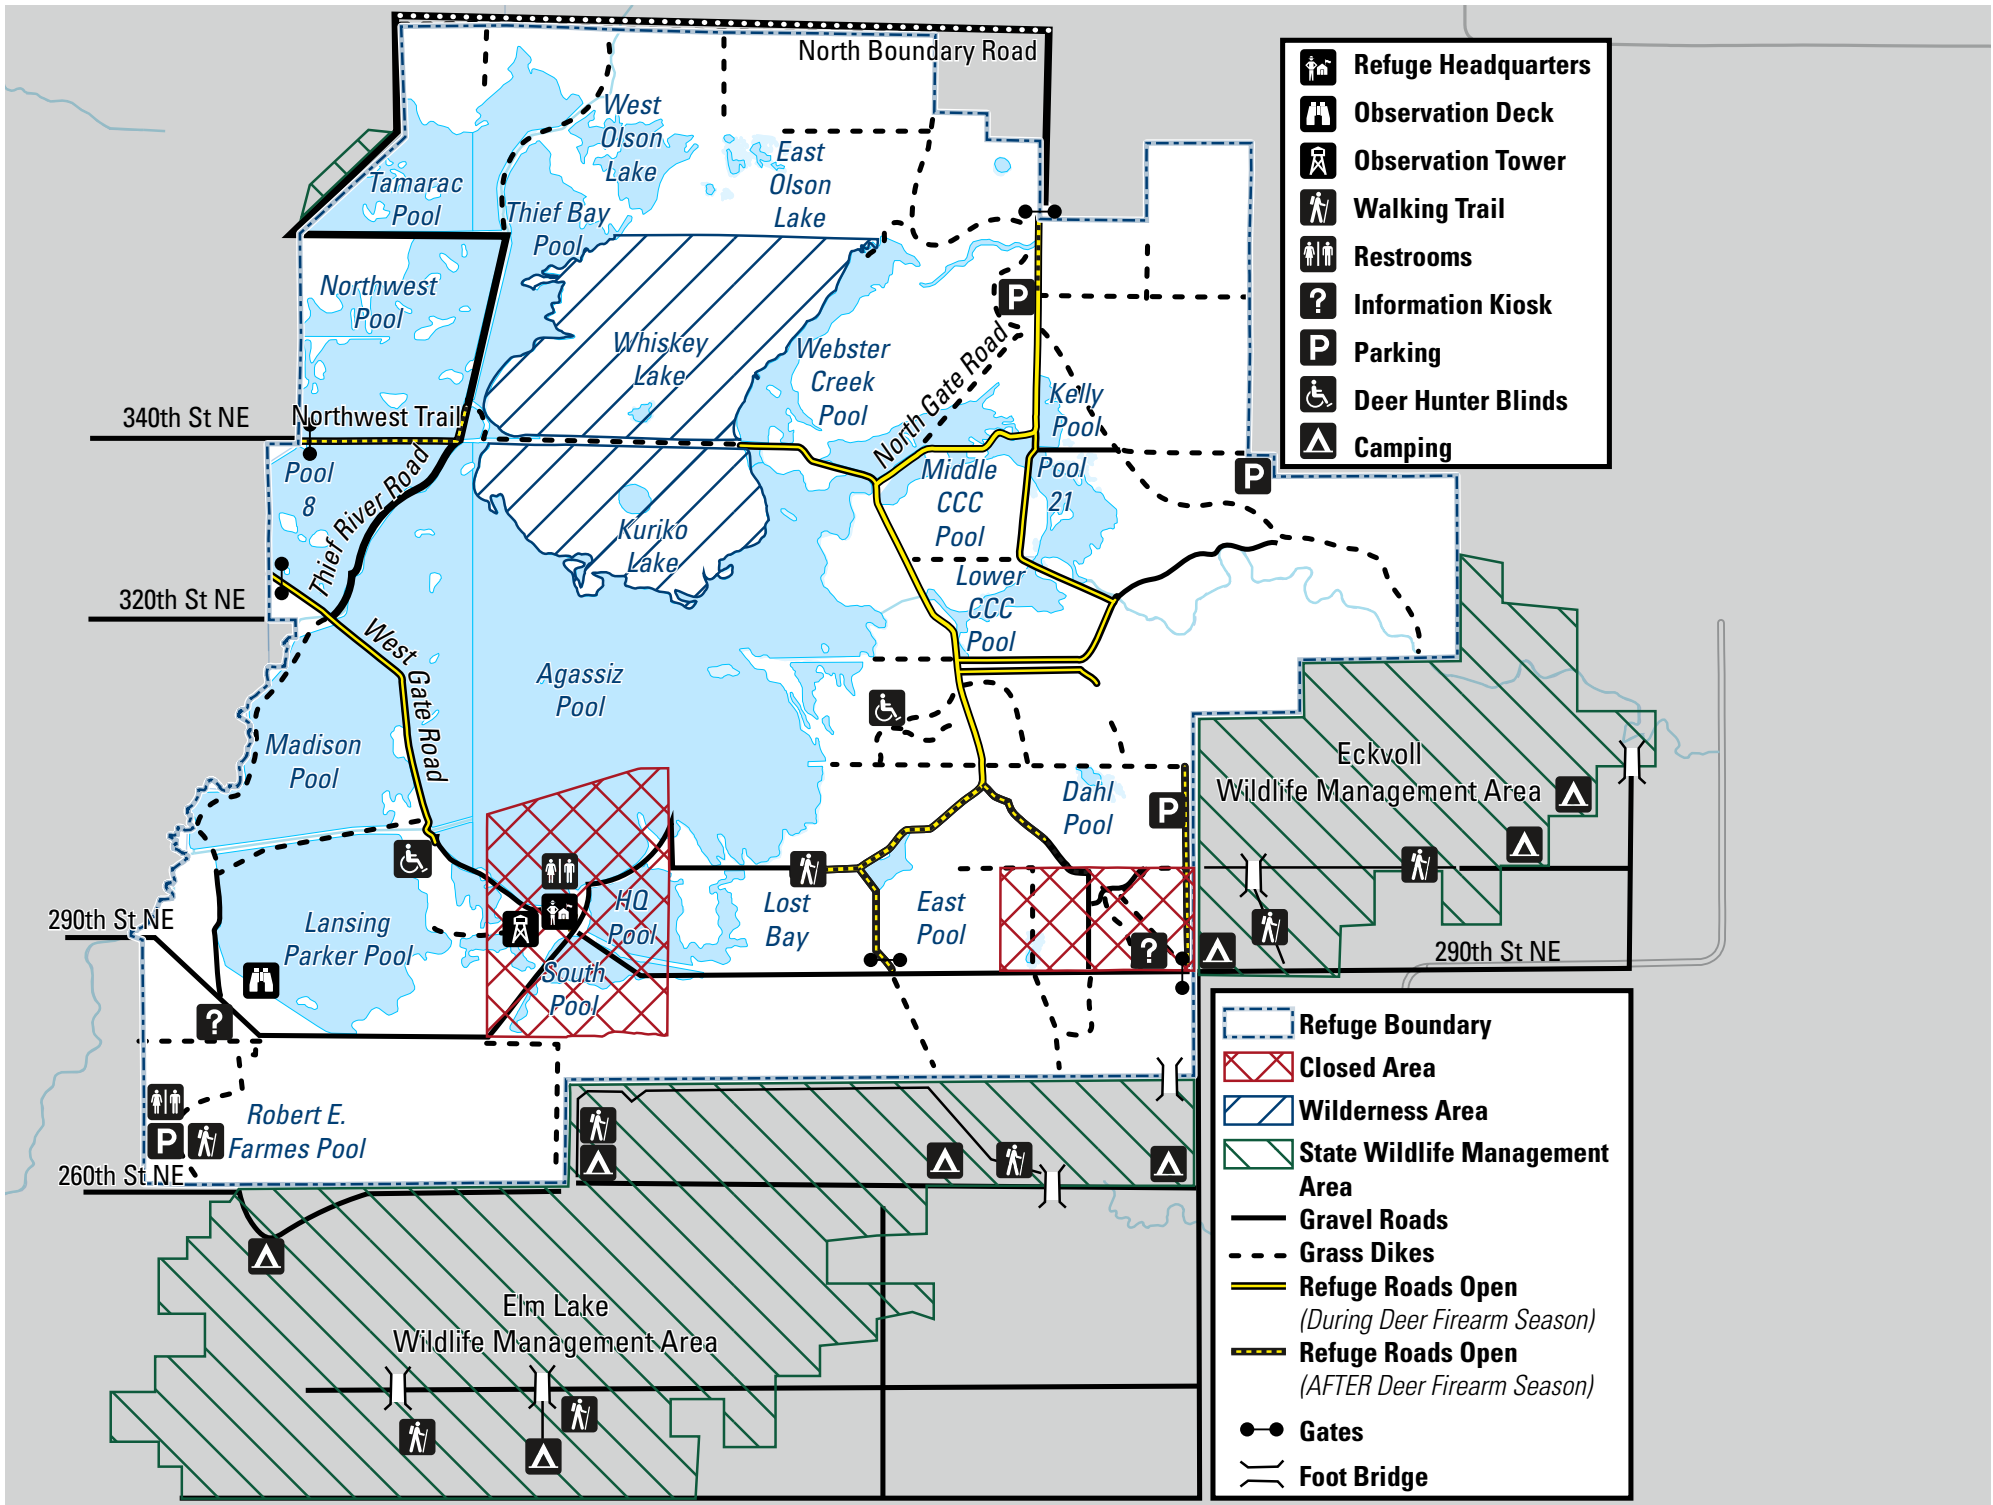 North Boundary Road
West
Olson
Lake
East
Olson
Lake
Tamarac
Pool
Thief Bay
Pool
Northwest
Pool
Whiskey
Lake
Webster
Creek
Pool
North Gate Road
Kelly
Pool
340th St NE
Northwest Trail
Pool
8
Thief River Road
Middle
CCC
Pool
Pool
21
Kuriko
Lake
Lower
CCC
Pool
320th St NE
West Gate Road
Agassiz
Pool
Madison
Pool
Dahl
Pool
Eckvoll
Wildlife Management Area
290th St NE
Lansing
Parker Pool
HQ
Pool
South
Pool
Lost
Bay
East
Pool
290th St NE
Robert E.
Farmes Pool
260th St NE
Elm Lake
Wildlife Management Area
P
P
P
P
?
?
Refuge Headquarters
Observation Deck
Observation Tower
Walking Trail
Restrooms
? Information Kiosk
P Parking
Deer Hunter Blinds
Camping
Refuge Boundary
Closed Area
Wilderness Area
State Wildlife Management
Area
Gravel Roads
Grass Dikes
Refuge Roads Open
(During Deer Firearm Season)
Refuge Roads Open
(AFTER Deer Firearm Season)
Gates
Foot Bridge